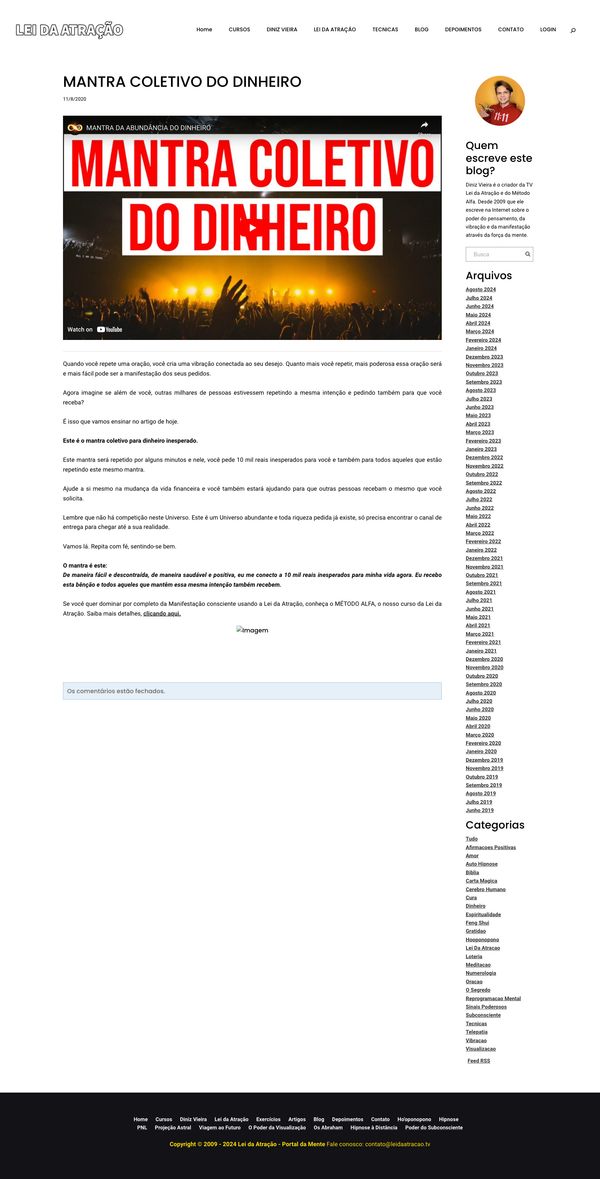 LEI DA ATRAÇÃO
Home CURSOS DINIZ VIEIRA LEI DA ATRAÇÃO TECNICAS BLOG DEPOIMENTOS CONTATO LOGIN
MANTRA COLETIVO DO DINHEIRO
11/8/2020
MANTRA DA ABUNDÂNCIA DO DINHEIRO
MANTRA COLETIVO
DO DINHEIRO
Watch on YouTube
Quando você repete uma oração, você cria uma vibração conectada ao seu desejo. Quanto mais você repetir, mais poderosa essa oração será
e mais fácil pode ser a manifestação dos seus pedidos.
Agora imagine se além de você, outras milhares de pessoas estivessem repetindo a mesma intenção e pedindo também para que você
receba?
É isso que vamos ensinar no artigo de hoje.
Este é o mantra coletivo para dinheiro inesperado.
Este mantra será repetido por alguns minutos e nele, você pede 10 mil reais inesperados para você e também para todos aqueles que estão
repetindo este mesmo mantra.
Ajude a si mesmo na mudança da vida financeira e você também estará ajudando para que outras pessoas recebam o mesmo que você
solicita.
Lembre que não há competição neste Universo. Este é um Universo abundante e toda riqueza pedida já existe, só precisa encontrar o canal de
entrega para chegar até a sua realidade.
Vamos lá. Repita com fé, sentindo-se bem.
O mantra é este:
De maneira fácil e descontraída, de maneira saudável e positiva, eu me conecto a 10 mil reais inesperados para minha vida agora. Eu recebo
esta bênção e todos aqueles que mantêm essa mesma intenção também recebem.
Se você quer dominar por completo da Manifestação consciente usando a Lei da Atração, conheça o MÉTODO ALFA, o nosso curso da Lei da
Atração. Saiba mais detalhes, clicando aqui.
Imagem
Os comentários estão fechados.
11:11
Quem
escreve este
blog?
Diniz Vieira é o criador da TV
Lei da Atração e do Método
Alfa. Desde 2009 que ele
escreve na Internet sobre o
poder do pensamento, da
vibração e da manifestação
através da força da mente.
Busca
Arquivos
Agosto 2024
Julho 2024
Junho 2024
Maio 2024
Abril 2024
Março 2024
Fevereiro 2024
Janeiro 2024
Dezembro 2023
Novembro 2023
Outubro 2023
Setembro 2023
Agosto 2023
Julho 2023
Junho 2023
Maio 2023
Abril 2023
Março 2023
Fevereiro 2023
Janeiro 2023
Dezembro 2022
Novembro 2022
Outubro 2022
Setembro 2022
Agosto 2022
Julho 2022
Junho 2022
Maio 2022
Abril 2022
Março 2022
Fevereiro 2022
Janeiro 2022
Dezembro 2021
Novembro 2021
Outubro 2021
Setembro 2021
Agosto 2021
Julho 2021
Junho 2021
Maio 2021
Abril 2021
Março 2021
Fevereiro 2021
Janeiro 2021
Dezembro 2020
Novembro 2020
Outubro 2020
Setembro 2020
Agosto 2020
Julho 2020
Junho 2020
Maio 2020
Abril 2020
Março 2020
Fevereiro 2020
Janeiro 2020
Dezembro 2019
Novembro 2019
Outubro 2019
Setembro 2019
Agosto 2019
Julho 2019
Junho 2019
Categorias
Tudo
Afirmacoes Positivas
Amor
Auto Hipnose
Biblia
Carta Magica
Cerebro Humano
Cura
Dinheiro
Espiritualidade
Feng Shui
Gratidao
Hooponopono
Lei Da Atracao
Loteria
Meditacao
Numerologia
Oracao
O Segredo
Reprogramacao Mental
Sinais Poderosos
Subconsciente
Tecnicas
Telepatia
Vibracao
Visualizacao
Feed RSS
Home Cursos Diniz Vieira Lei da Atração Exercícios Artigos Blog Depoimentos Contato Ho'oponopono Hipnose
PNL Projeção Astral Viagem ao Futuro O Poder da Visualização Os Abraham Hipnose à Distância Poder do Subconsciente
Copyright © 2009 - 2024 Lei da Atração - Portal da Mente Fale conosco: contato@leidaatracao.tv